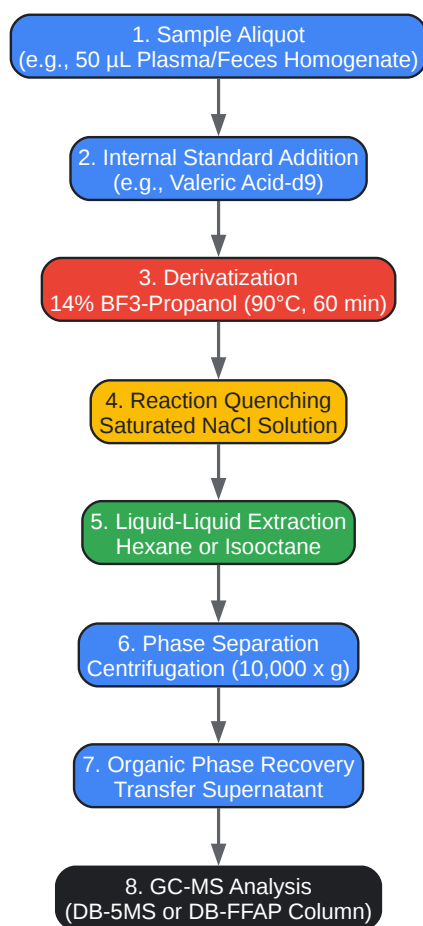 1. Sample Aliquot
(e.g., 50 µL Plasma/Feces Homogenate)
2. Internal Standard Addition
(e.g., Valeric Acid-d9)
3. Derivatization
14% BF3-Propanol (90°C, 60 min)
4. Reaction Quenching
Saturated NaCl Solution
5. Liquid-Liquid Extraction
Hexane or Isooctane
6. Phase Separation
Centrifugation (10,000 x g)
7. Organic Phase Recovery
Transfer Supernatant
8. GC-MS Analysis
(DB-5MS or DB-FFAP Column)